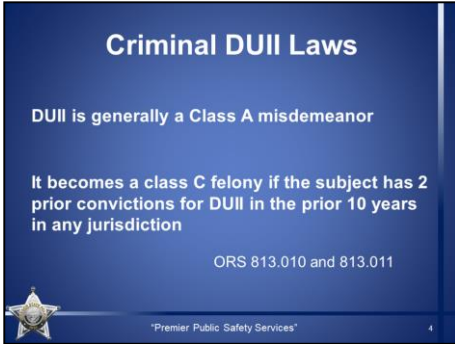 Criminal DUII Laws
DUII is generally a Class A misdemeanor
It becomes a class C felony if the subject has 2
prior convictions for DUII in the prior 10 years
in any jurisdiction
ORS 813.010 and 813.011
"Premier Public Safety Services"
4